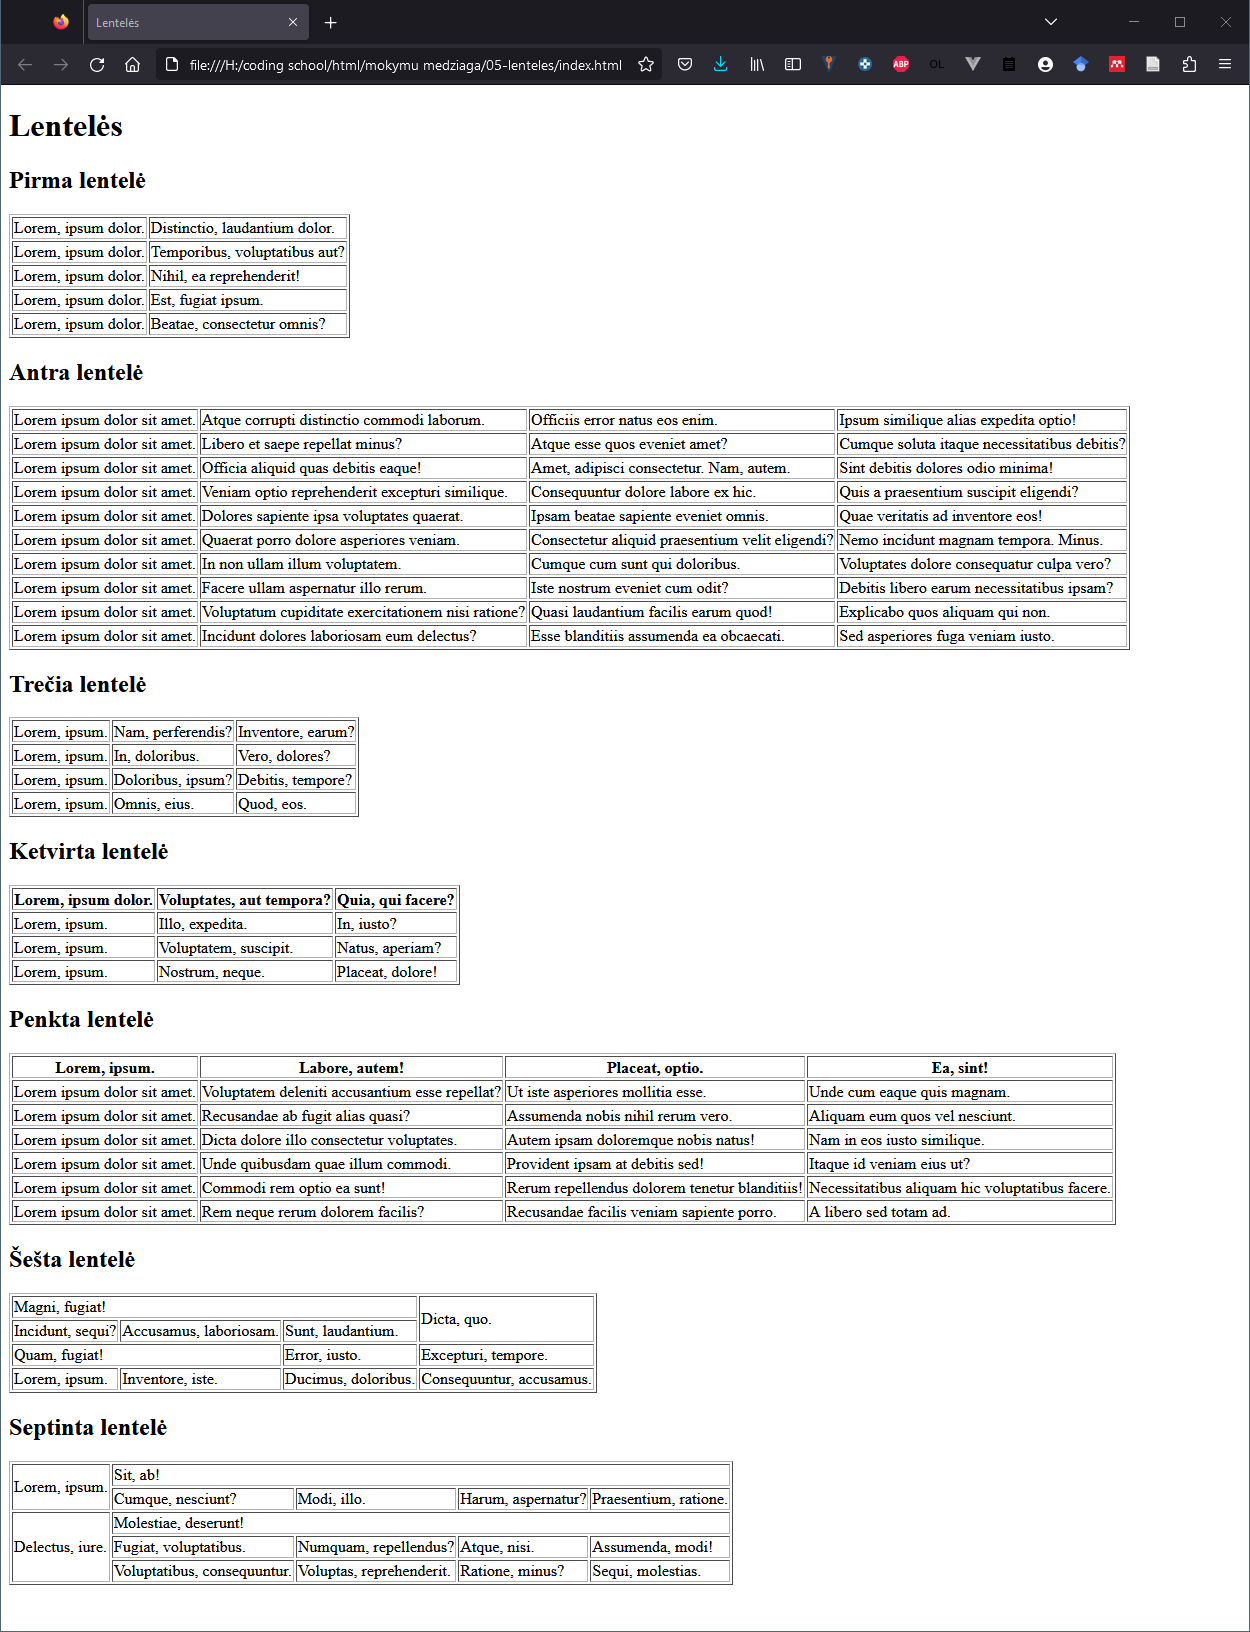 Lentelės
file:///H:/coding school/html/mokymu medziaga/05-lenteles/index.html
ABP
OL
Lentelės
Pirma lentelė
Lorem, ipsum dolor. Distinctio, laudantium dolor.
Lorem, ipsum dolor. Temporibus, voluptatibus aut?
Lorem, ipsum dolor. Nihil, ea reprehenderit!
Lorem, ipsum dolor. Est, fugiat ipsum.
Lorem, ipsum dolor. Beatae, consectetur omnis?
Antra lentelė
Lorem ipsum dolor sit amet. Atque corrupti distinctio commodi laborum. Officiis error natus eos enim. Ipsum similique alias expedita optio!
Lorem ipsum dolor sit amet. Libero et saepe repellat minus? Atque esse quos eveniet amet? Cumque soluta itaque necessitatibus debitis?
Lorem ipsum dolor sit amet. Officia aliquid quas debitis eaque! Amet, adipisci consectetur. Nam, autem. Sint debitis dolores odio minima!
Lorem ipsum dolor sit amet. Veniam optio reprehenderit excepturi similique. Consequuntur dolore labore ex hic. Quis a praesentium suscipit eligendi?
Lorem ipsum dolor sit amet. Dolores sapiente ipsa voluptates quaerat. Ipsam beatae sapiente eveniet omnis. Quae veritatis ad inventore eos!
Lorem ipsum dolor sit amet. Quaerat porro dolore asperiores veniam. Consectetur aliquid praesentium velit eligendi? Nemo incidunt magnam tempora. Minus.
Lorem ipsum dolor sit amet. In non ullam illum voluptatem. Cumque cum sunt qui doloribus. Voluptates dolore consequatur culpa vero?
Lorem ipsum dolor sit amet. Facere ullam aspernatur illo rerum. Iste nostrum eveniet cum odit? Debitis libero earum necessitatibus ipsam?
Lorem ipsum dolor sit amet. Voluptatum cupiditate exercitationem nisi ratione? Quasi laudantium facilis earum quod! Explicabo quos aliquam qui non.
Lorem ipsum dolor sit amet. Incidunt dolores laboriosam eum delectus? Esse blanditiis assumenda ea obcaecati. Sed asperiores fuga veniam iusto.
Trečia lentelė
Lorem, ipsum. Nam, perferendis? Inventore, earum?
Lorem, ipsum. In, doloribus. Vero, dolores?
Lorem, ipsum. Doloribus, ipsum? Debitis, tempore?
Lorem, ipsum. Omnis, eius. Quod, eos.
Ketvirta lentelė
Lorem, ipsum dolor. Voluptates, aut tempora? Quia, qui facere?
Lorem, ipsum. Illo, expedita. In, iusto?
Lorem, ipsum. Voluptatem, suscipit. Natus, aperiam?
Lorem, ipsum. Nostrum, neque. Placeat, dolore!
Penkta lentelė
Lorem, ipsum. Labore, autem! Placeat, optio. Ea, sint!
Lorem ipsum dolor sit amet. Voluptatem deleniti accusantium esse repellat? Ut iste asperiores mollitia esse. Unde cum eaque quis magnam.
Lorem ipsum dolor sit amet. Recusandae ab fugit alias quasi? Assumenda nobis nihil rerum vero. Aliquam eum quos vel nesciunt.
Lorem ipsum dolor sit amet. Dicta dolore illo consectetur voluptates. Autem ipsam doloremque nobis natus! Nam in eos iusto similique.
Lorem ipsum dolor sit amet. Unde quibusdam quae illum commodi. Provident ipsam at debitis sed! Itaque id veniam eius ut?
Lorem ipsum dolor sit amet. Commodi rem optio ea sunt! Rerum repellendus dolorem tenetur blanditiis! Necessitatibus aliquam hic voluptatibus facere.
Lorem ipsum dolor sit amet. Rem neque rerum dolorem facilis? Recusandae facilis veniam sapiente porro. A libero sed totam ad.
Šešta lentelė
Magni, fugiat! Dicta, quo.
Incidunt, sequi? Accusamus, laboriosam. Sunt, laudantium.
Quam, fugiat! Error, iusto. Excepturi, tempore.
Lorem, ipsum. Inventore, iste. Ducimus, doloribus. Consequuntur, accusamus.
Septinta lentelė
Lorem, ipsum. Sit, ab!
Cumque, nesciunt? Modi, illo. Harum, aspernatur? Praesentium, ratione.
Delectus, iure. Molestiae, deserunt!
Fugiat, voluptatibus. Numquam, repellendus? Atque, nisi. Assumenda, modi!
Voluptatibus, consequuntur. Voluptas, reprehenderit. Ratione, minus? Sequi, molestias.